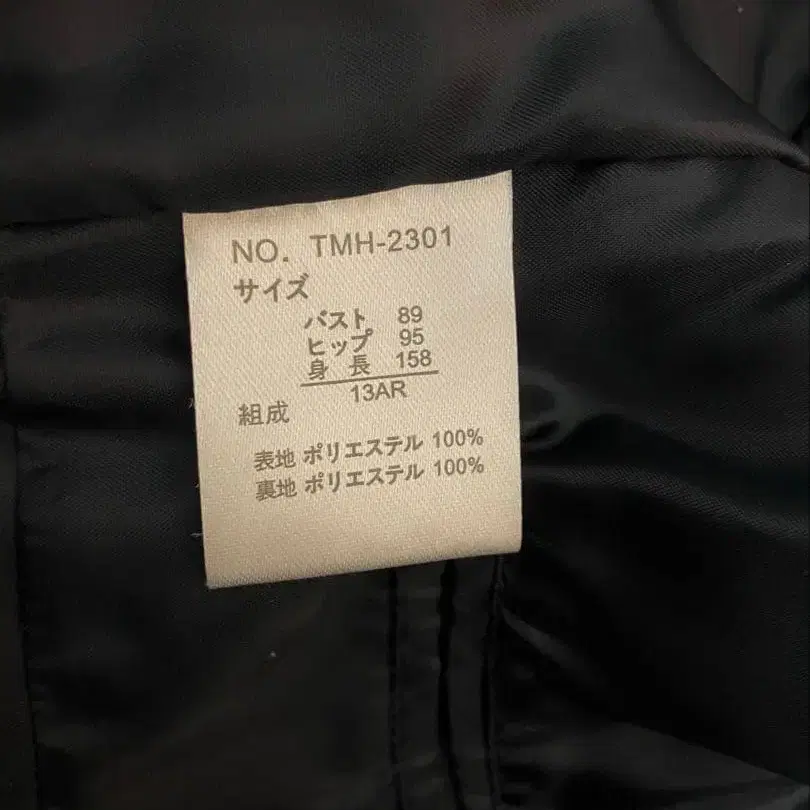 NO. TMH-2301
サイズ
バスト 89
ヒップ 95
身 長 158
13AR
組成
表地 ポリエステル 100%
裏地 ポリエステル 100%